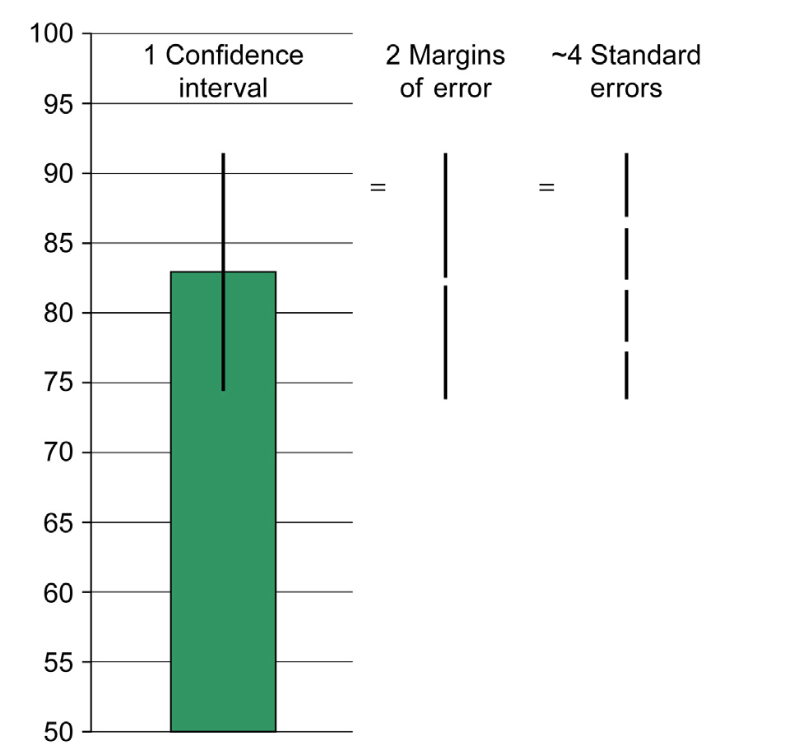 1 Confidence
interval
2 Margins
of error
~4 Standard
errors
=
=
100
95
90
85
80
75
70
65
60
55
50